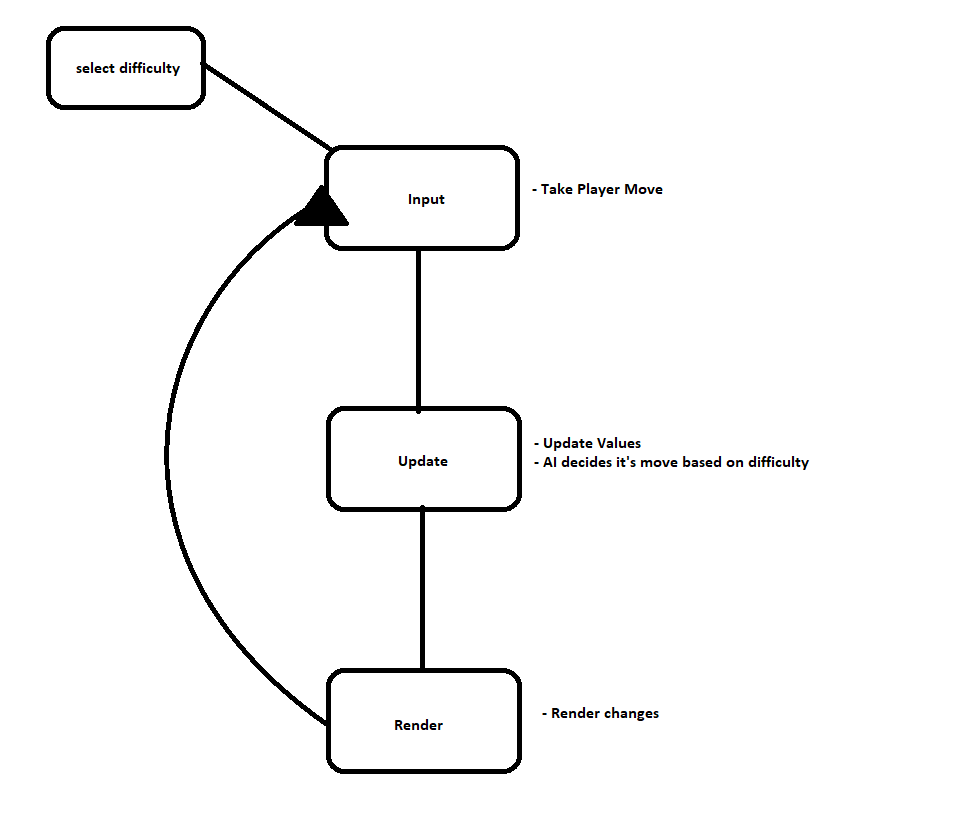 select difficulty
Input
- Take Player Move
Update
- Update Values
- AI decides it's move based on difficulty
Render
- Render changes